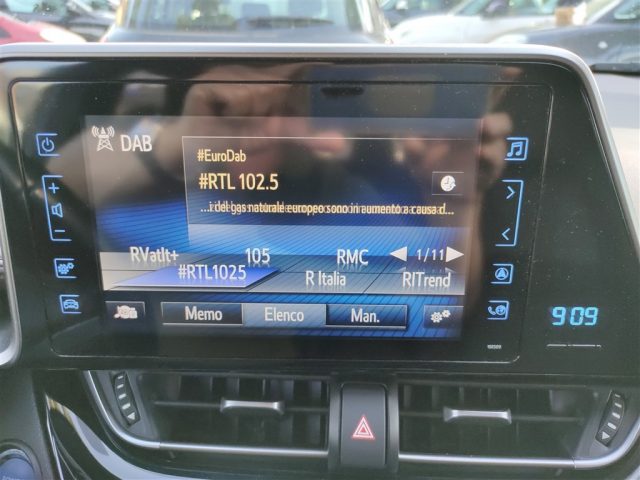 DAB
#EuroDab
#RTL 102.5
...i del gas naturale europeo sono in aumento a causa d...
RVatlt+ 105 RMC 1/11
#RTL1025 R Italia R/Trend
Memo Elenco Man.
9:09